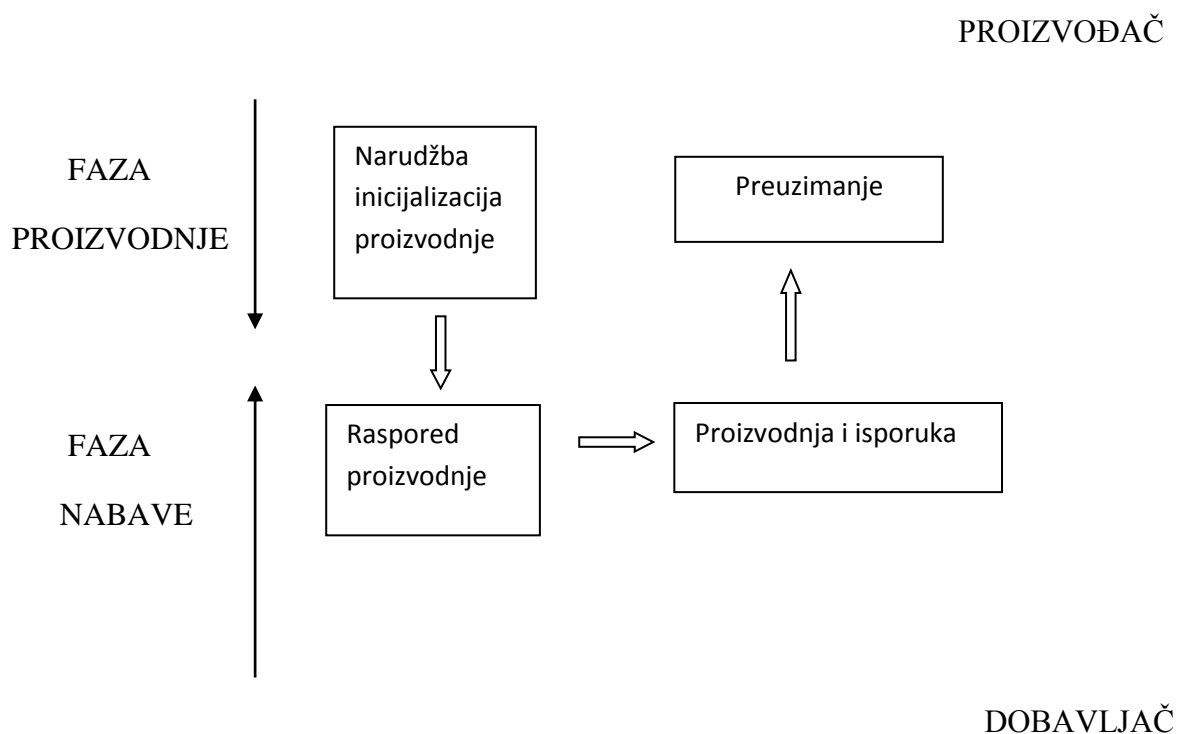 PROIZVOĐAČ
FAZA
PROIZVODNJE
Narudžba
inicijalizacija
proizvodnje
Preuzimanje
FAZA
NABAVE
Raspored
proizvodnje
Proizvodnja i isporuka
DOBAVLJAČ